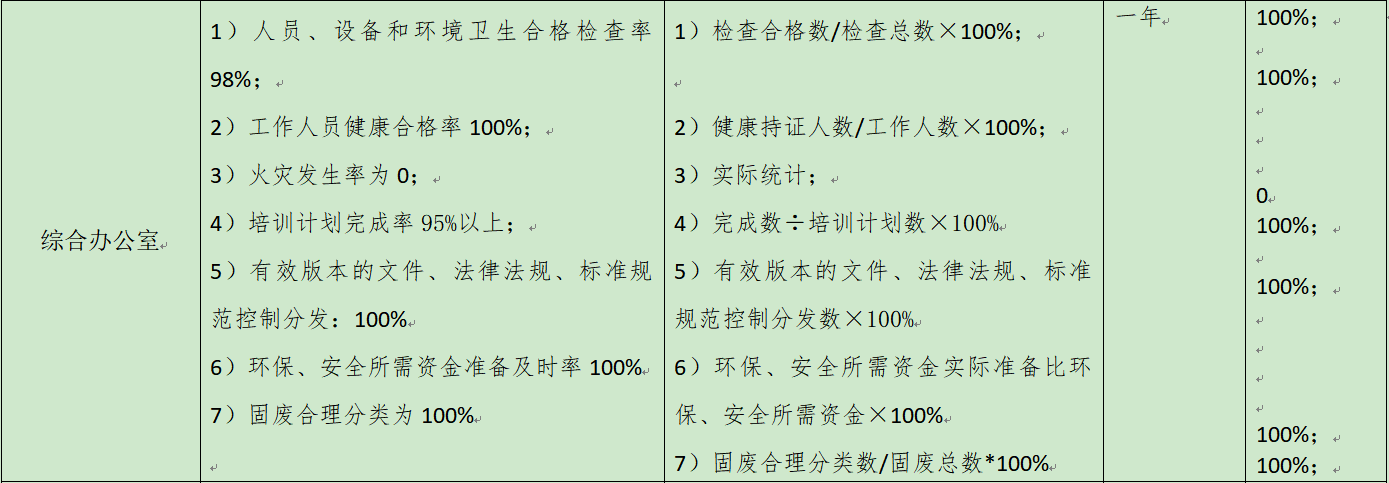 综合办公室
1）人员、设备和环境卫生合格检查率
98%；
2）工作人员健康合格率 100%；
3）火灾发生率为 0；
4）培训计划完成率 95%以上；
5）有效版本的文件、法律法规、标准规
范控制分发：100%
6）环保、安全所需资金准备及时率 100%
7）固废合理分类为 100%
1）检查合格数/检查总数×100%；
2）健康持证人数/工作人数×100%；
3）实际统计；
4）完成数÷培训计划数×100%
5）有效版本的文件、法律法规、标准
规范控制分发数×100%
6）环保、安全所需资金实际准备比环
保、安全所需资金×100%
7）固废合理分类数/固废总数*100%
一年
100%；
100%；
0
100%；
100%；
100%；
100%；